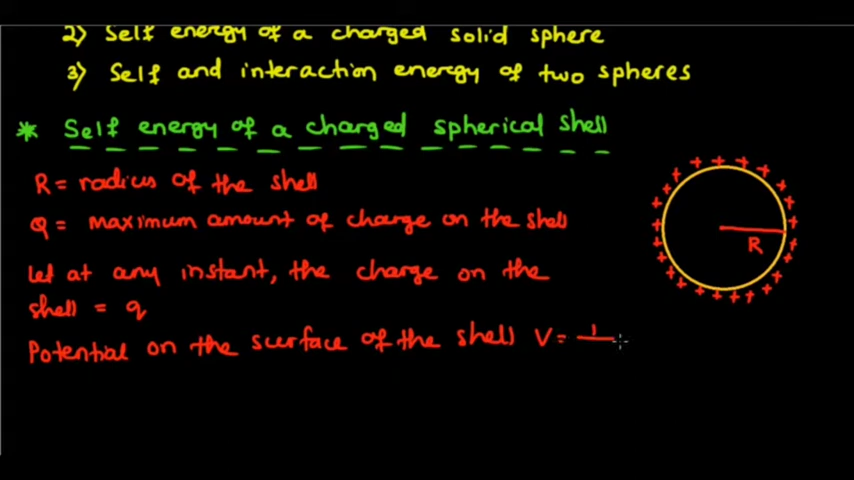 2) Self energy of a charged solid sphere
3) Self and interaction energy of two spheres
* Self energy of a charged spherical shell
R = radius of the shell
Q = maximum amount of charge on the shell
Let at any instant, the charge on the
shell = q
Potential on the surface of the shell V = 1
+ + + + + + + + + + + + + + + + + + + + + + + + +
R